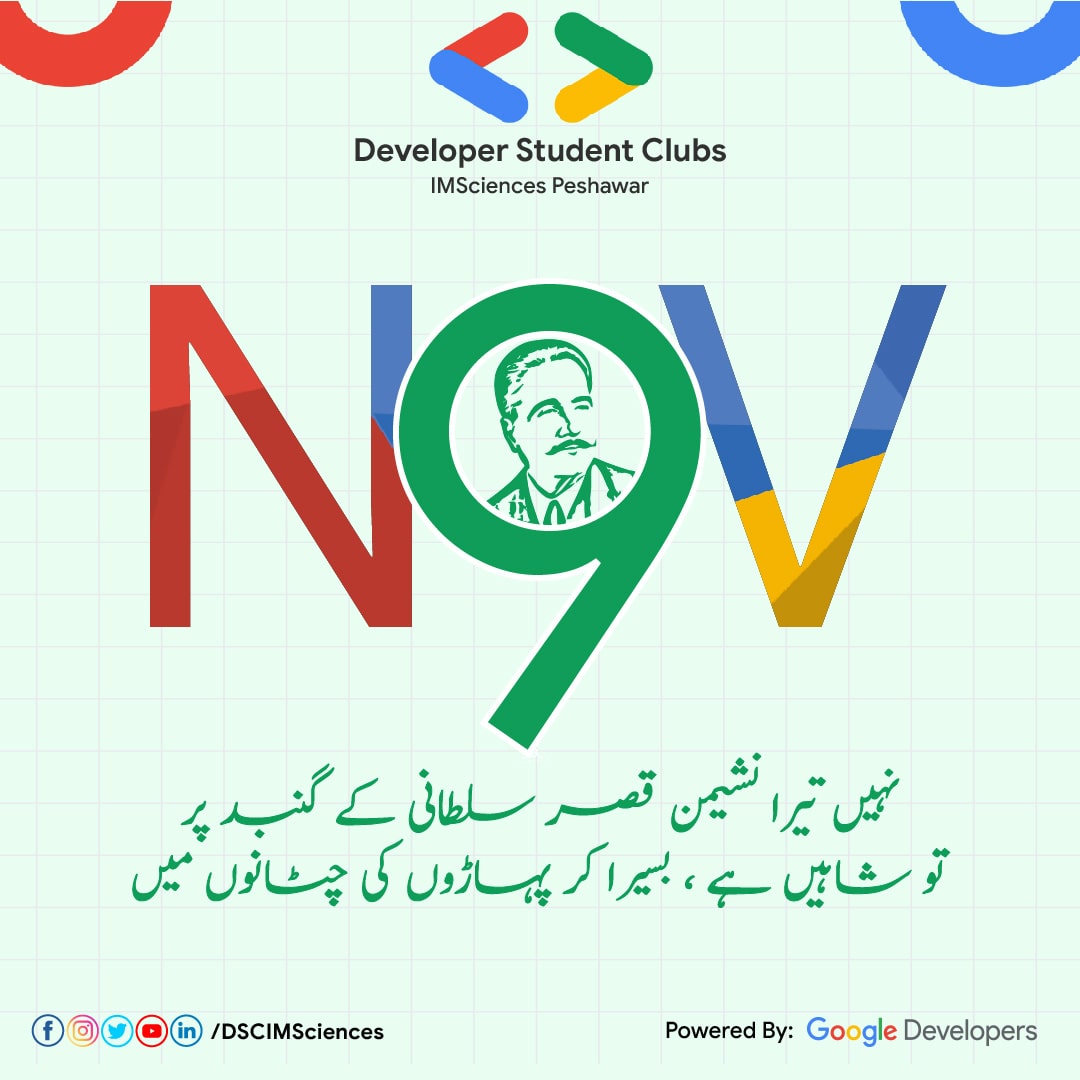 Developer Student Clubs
IMSciences Peshawar
N9V
نہیں تیرا نشیمن قصر سلطانی کے گنبد پر
تو شاہیں ہے ، بسیرا کر پہاڑوں کی چٹانوں میں
/DSCIMSciences
Powered By: Google Developers